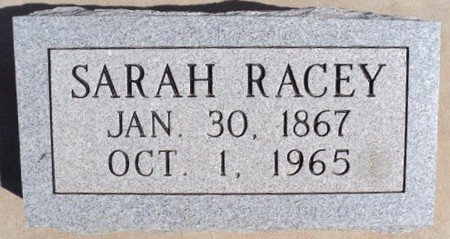 SARAH RACEY
JAN. 30, 1867
OCT. 1, 1965